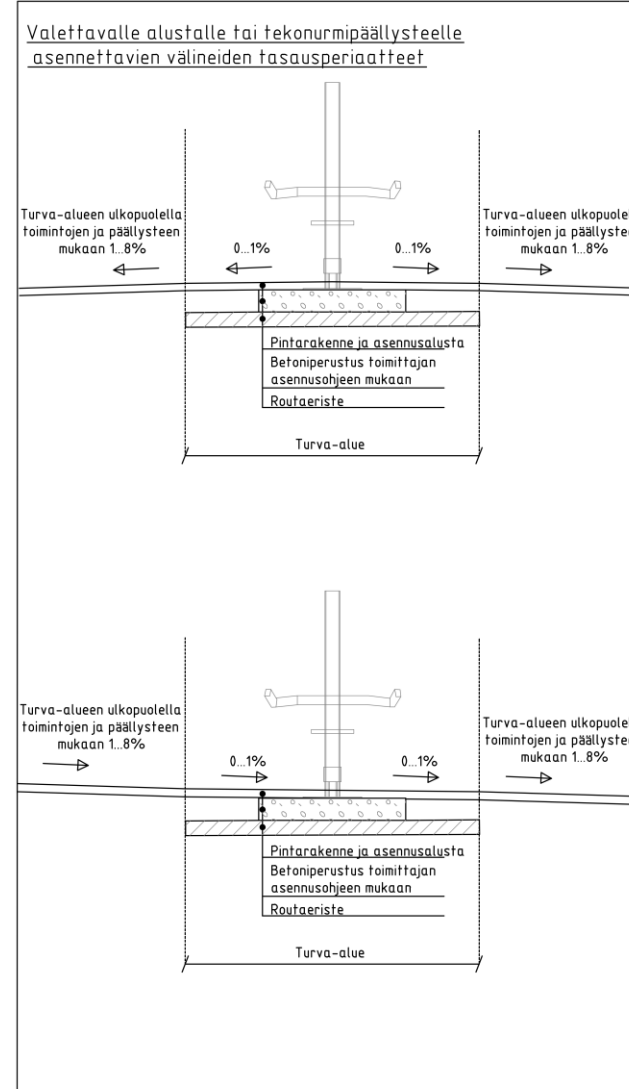 Valettavalle alustalle tai tekonurmipäällysteelle
asennettavien välineiden tasausperiaatteet
Turva-alueen ulkopuolella
toimintojen ja päällysteen
mukaan 1...8%
0...1%
0...1%
Turva-alueen ulkopuolel
toimintojen ja päällystee
mukaan 1...8%
Pintarakenne ja asennusalusta
Betoniperustus toimittajan
asennusohjeen mukaan
Routaeriste
Turva-alue
Turva-alueen ulkopuolella
toimintojen ja päällysteen
mukaan 1...8%
0...1%
0...1%
Turva-alueen ulkopuolel
toimintojen ja päällystee
mukaan 1...8%
Pintarakenne ja asennusalusta
Betoniperustus toimittajan
asennusohjeen mukaan
Routaeriste
Turva-alue